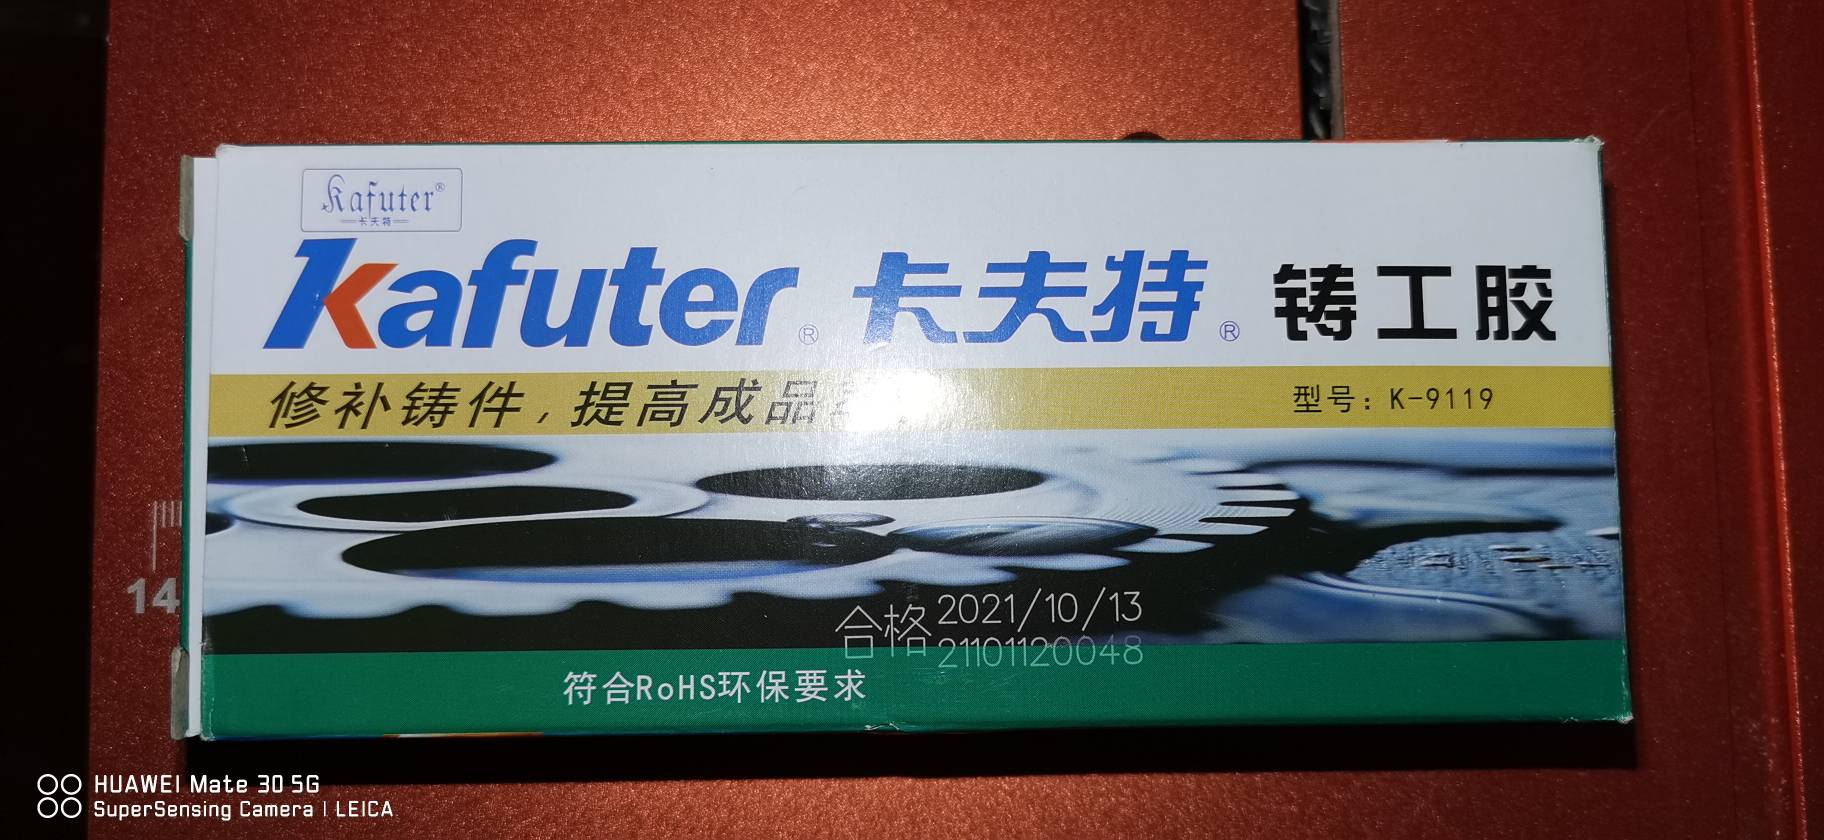 Kafuter®
卡夫特
Kafuter® 卡夫特® 铸工胶
修补铸件,提高成品
型号: K-9119
14
合格 2021/10/13
21101120048
符合RoHS环保要求
HUAWEI Mate 30 5G
SuperSensing Camera | LEICA